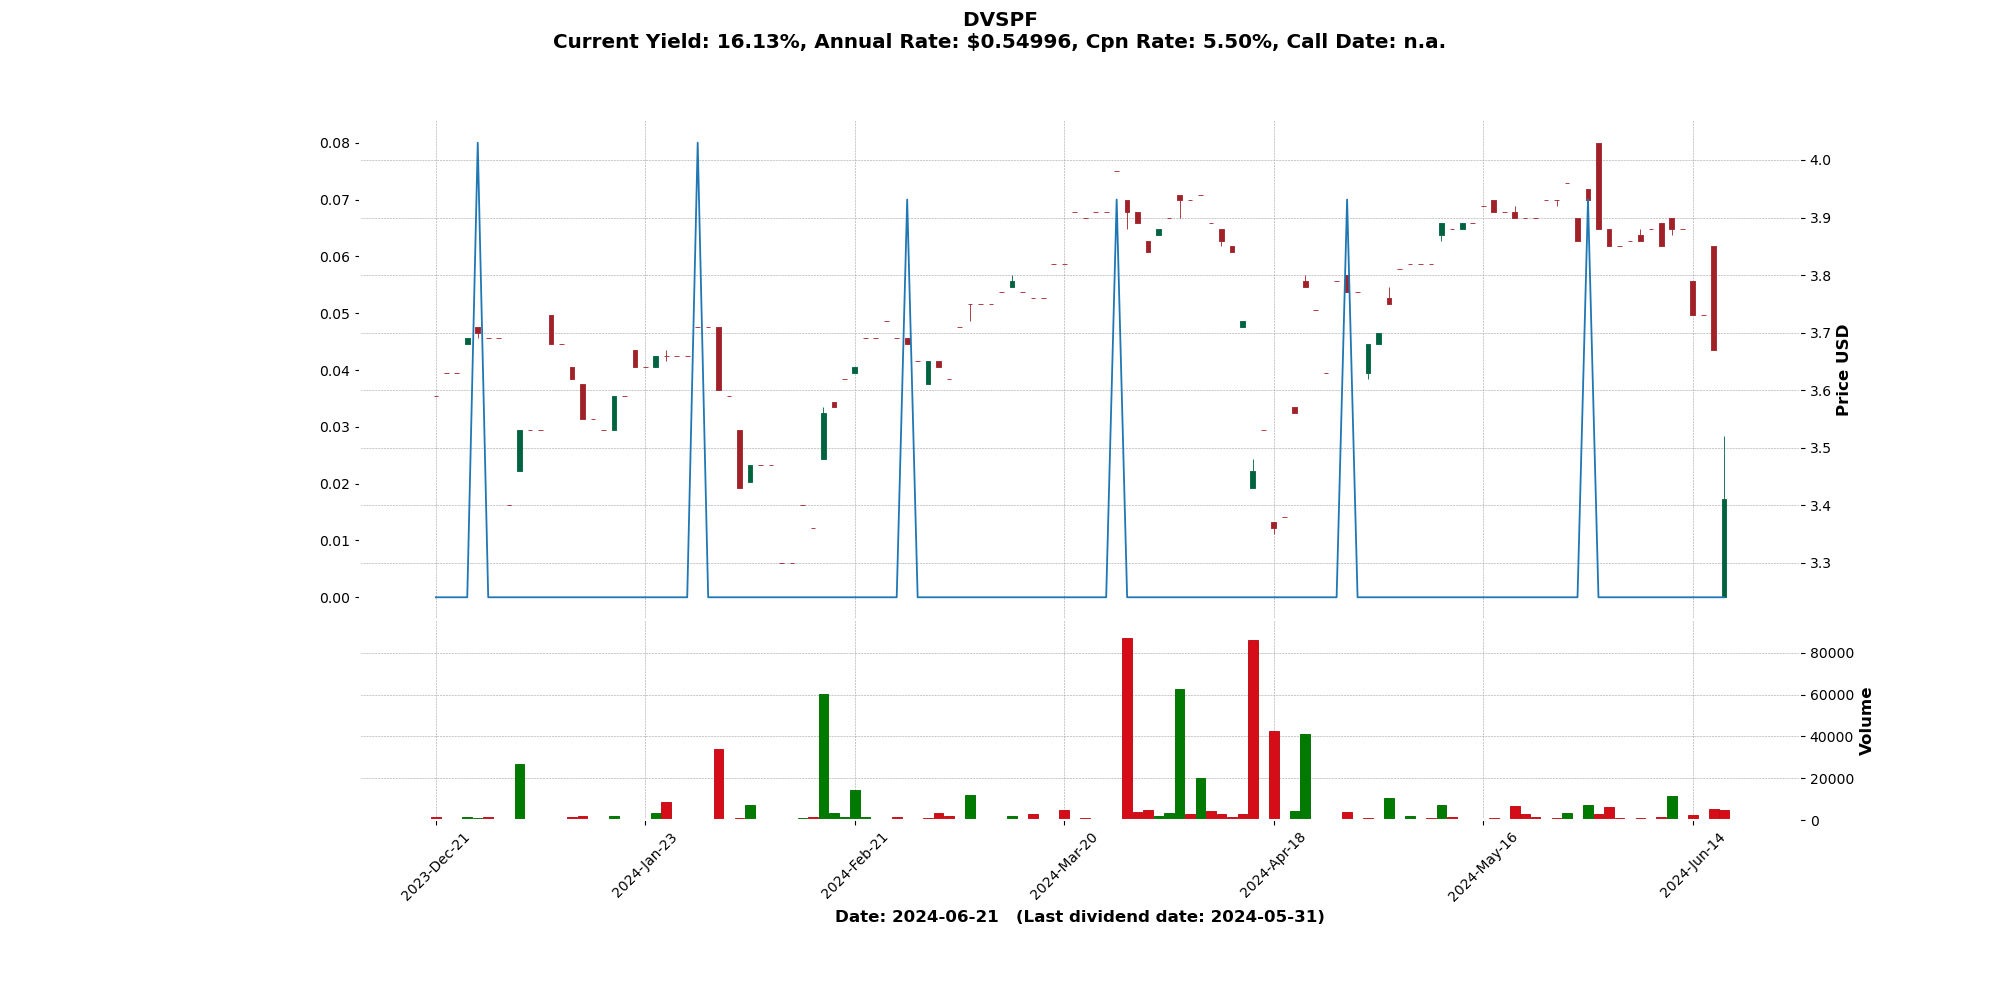 DVSPF
Current Yield: 16.13%, Annual Rate: $0.54996, Cpn Rate: 5.50%, Call Date: n.a.
0.08
0.07
0.06
0.05
0.04
0.03
0.02
0.01
0.00
4.0
3.9
3.8
3.7
3.6
3.5
3.4
3.3
Price USD
80000
60000
40000
20000
0
Volume
2023-Dec-21
2024-Jan-23
2024-Feb-21
2024-Mar-20
2024-Apr-18
2024-May-16
2024-Jun-14
Date: 2024-06-21 (Last dividend date: 2024-05-31)